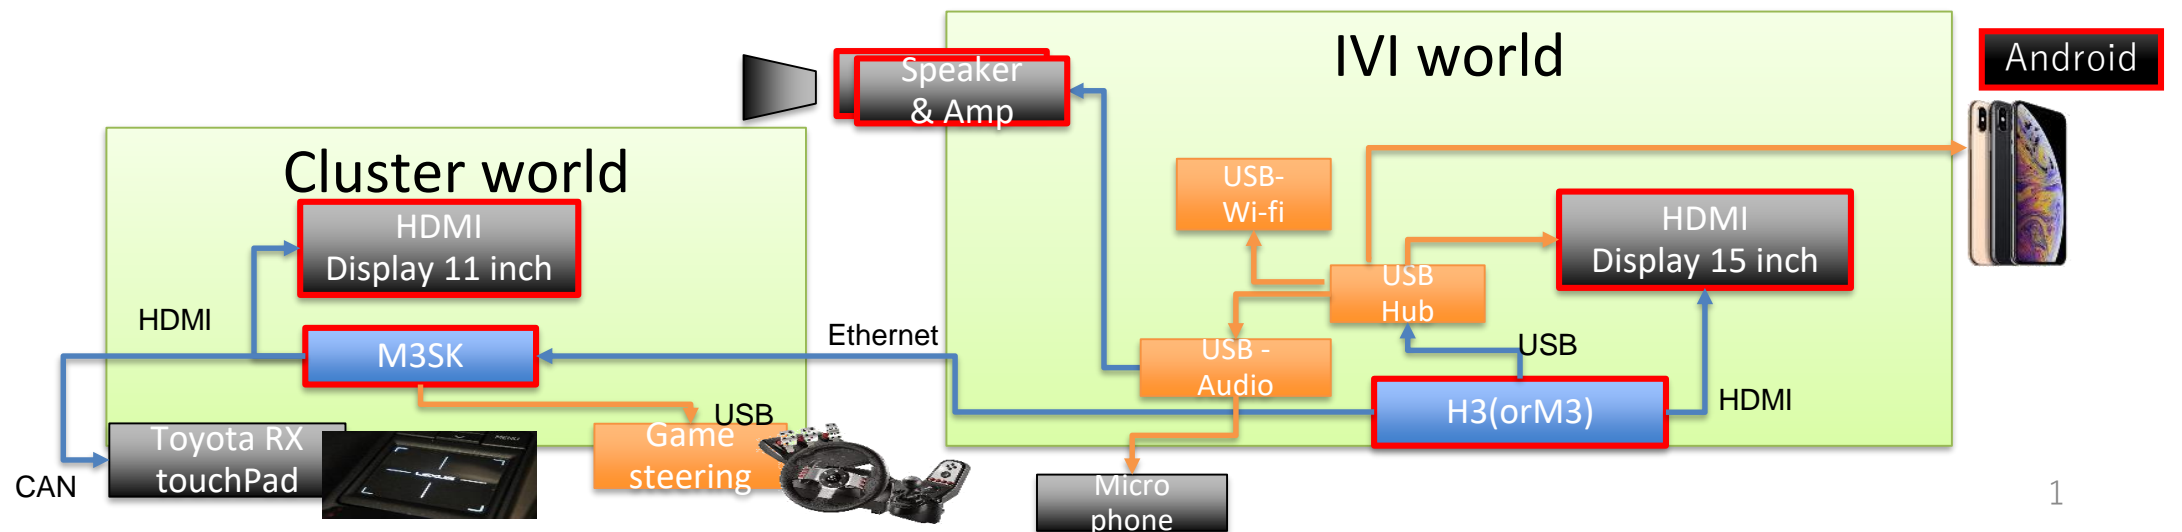 IVI world
Android
Speaker
& Amp
Cluster world
USB-
Wi-fi
HDMI
Display 11 inch
HDMI
Display 15 inch
USB
Hub
HDMI
Ethernet
M3SK
USB -
Audio
USB
H3(orM3)
HDMI
USB
Toyota RX
touchPad
MENU
Game
steering
CAN
Micro
phone
1